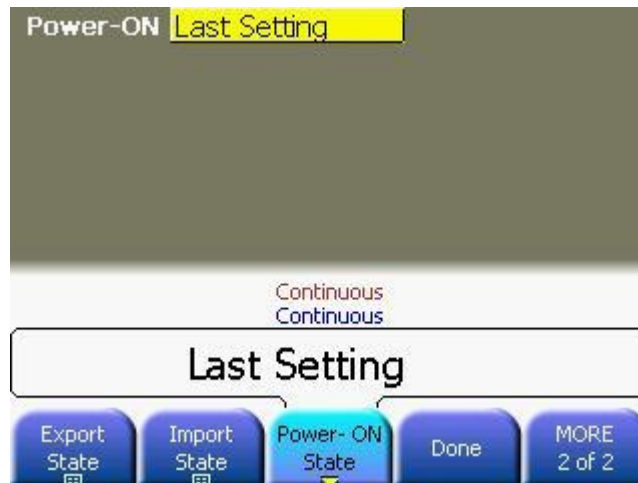 Power-ON Last Setting
Continuous
Continuous
Last Setting
Export State
Import State
Power- ON State
Done
MORE 2 of 2